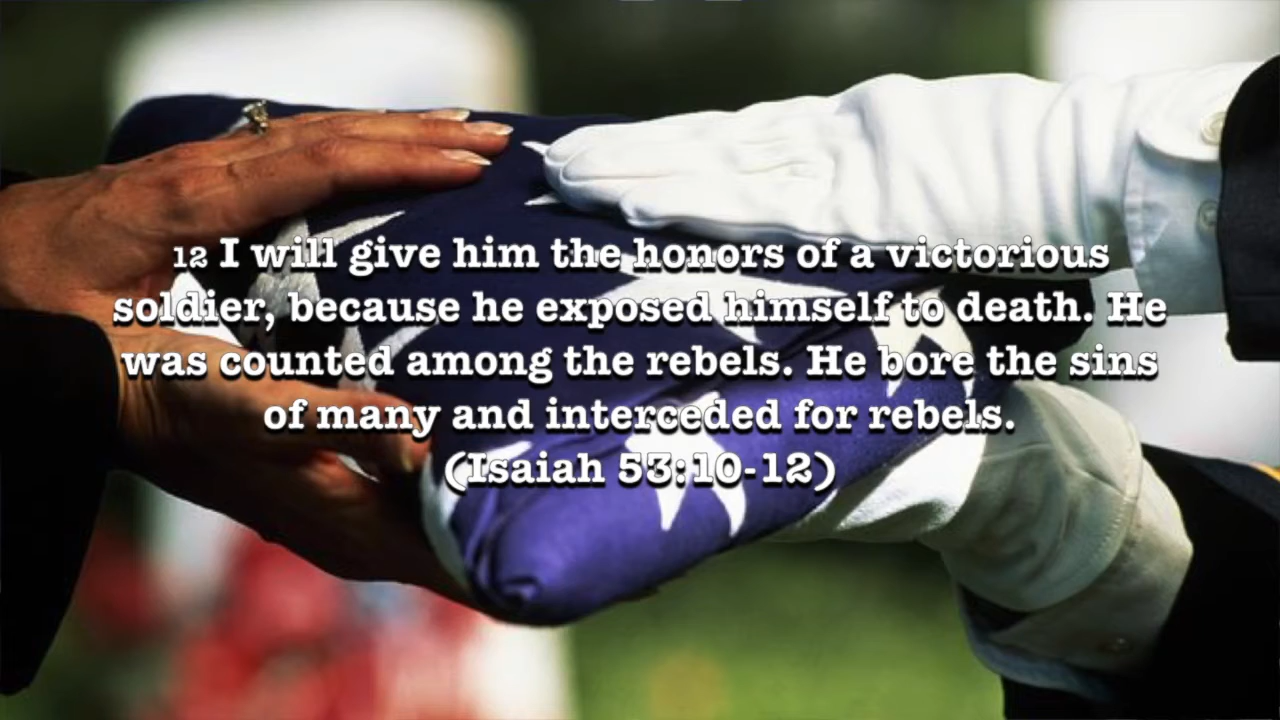 12 I will give him the honors of a victorious
soldier, because he exposed himself to death. He
was counted among the rebels. He bore the sins
of many and interceded for rebels.
(Isaiah 53:10-12)